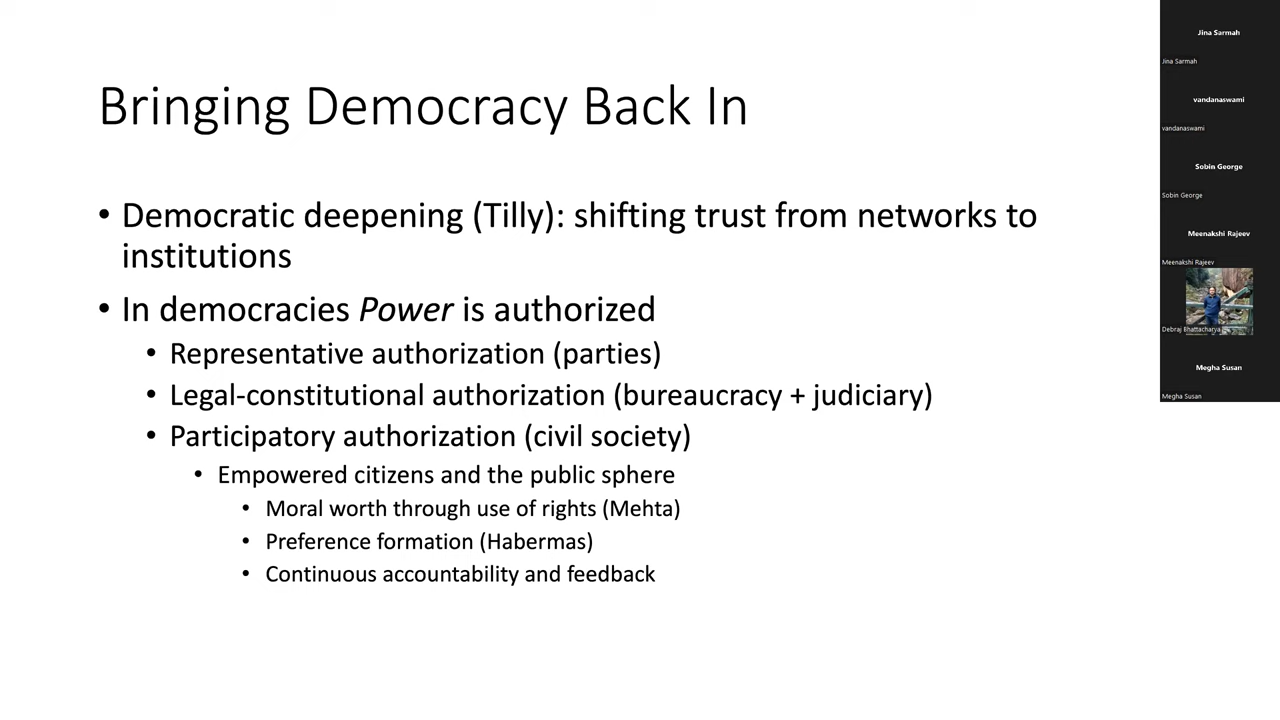 Bringing Democracy Back In
• Democratic deepening (Tilly): shifting trust from networks to
institutions
• In democracies Power is authorized
• Representative authorization (parties)
• Legal-constitutional authorization (bureaucracy + judiciary)
• Participatory authorization (civil society)
• Empowered citizens and the public sphere
• Moral worth through use of rights (Mehta)
• Preference formation (Habermas)
• Continuous accountability and feedback
Jina Sarmah
Jina Sarmah
vandanaswami
vandanaswami
Sobin George
Sobin George
Meenakshi Rajeev
Meenakshi Rajeev
Debraj Bhattacharya
Megha Susan
Megha Susan